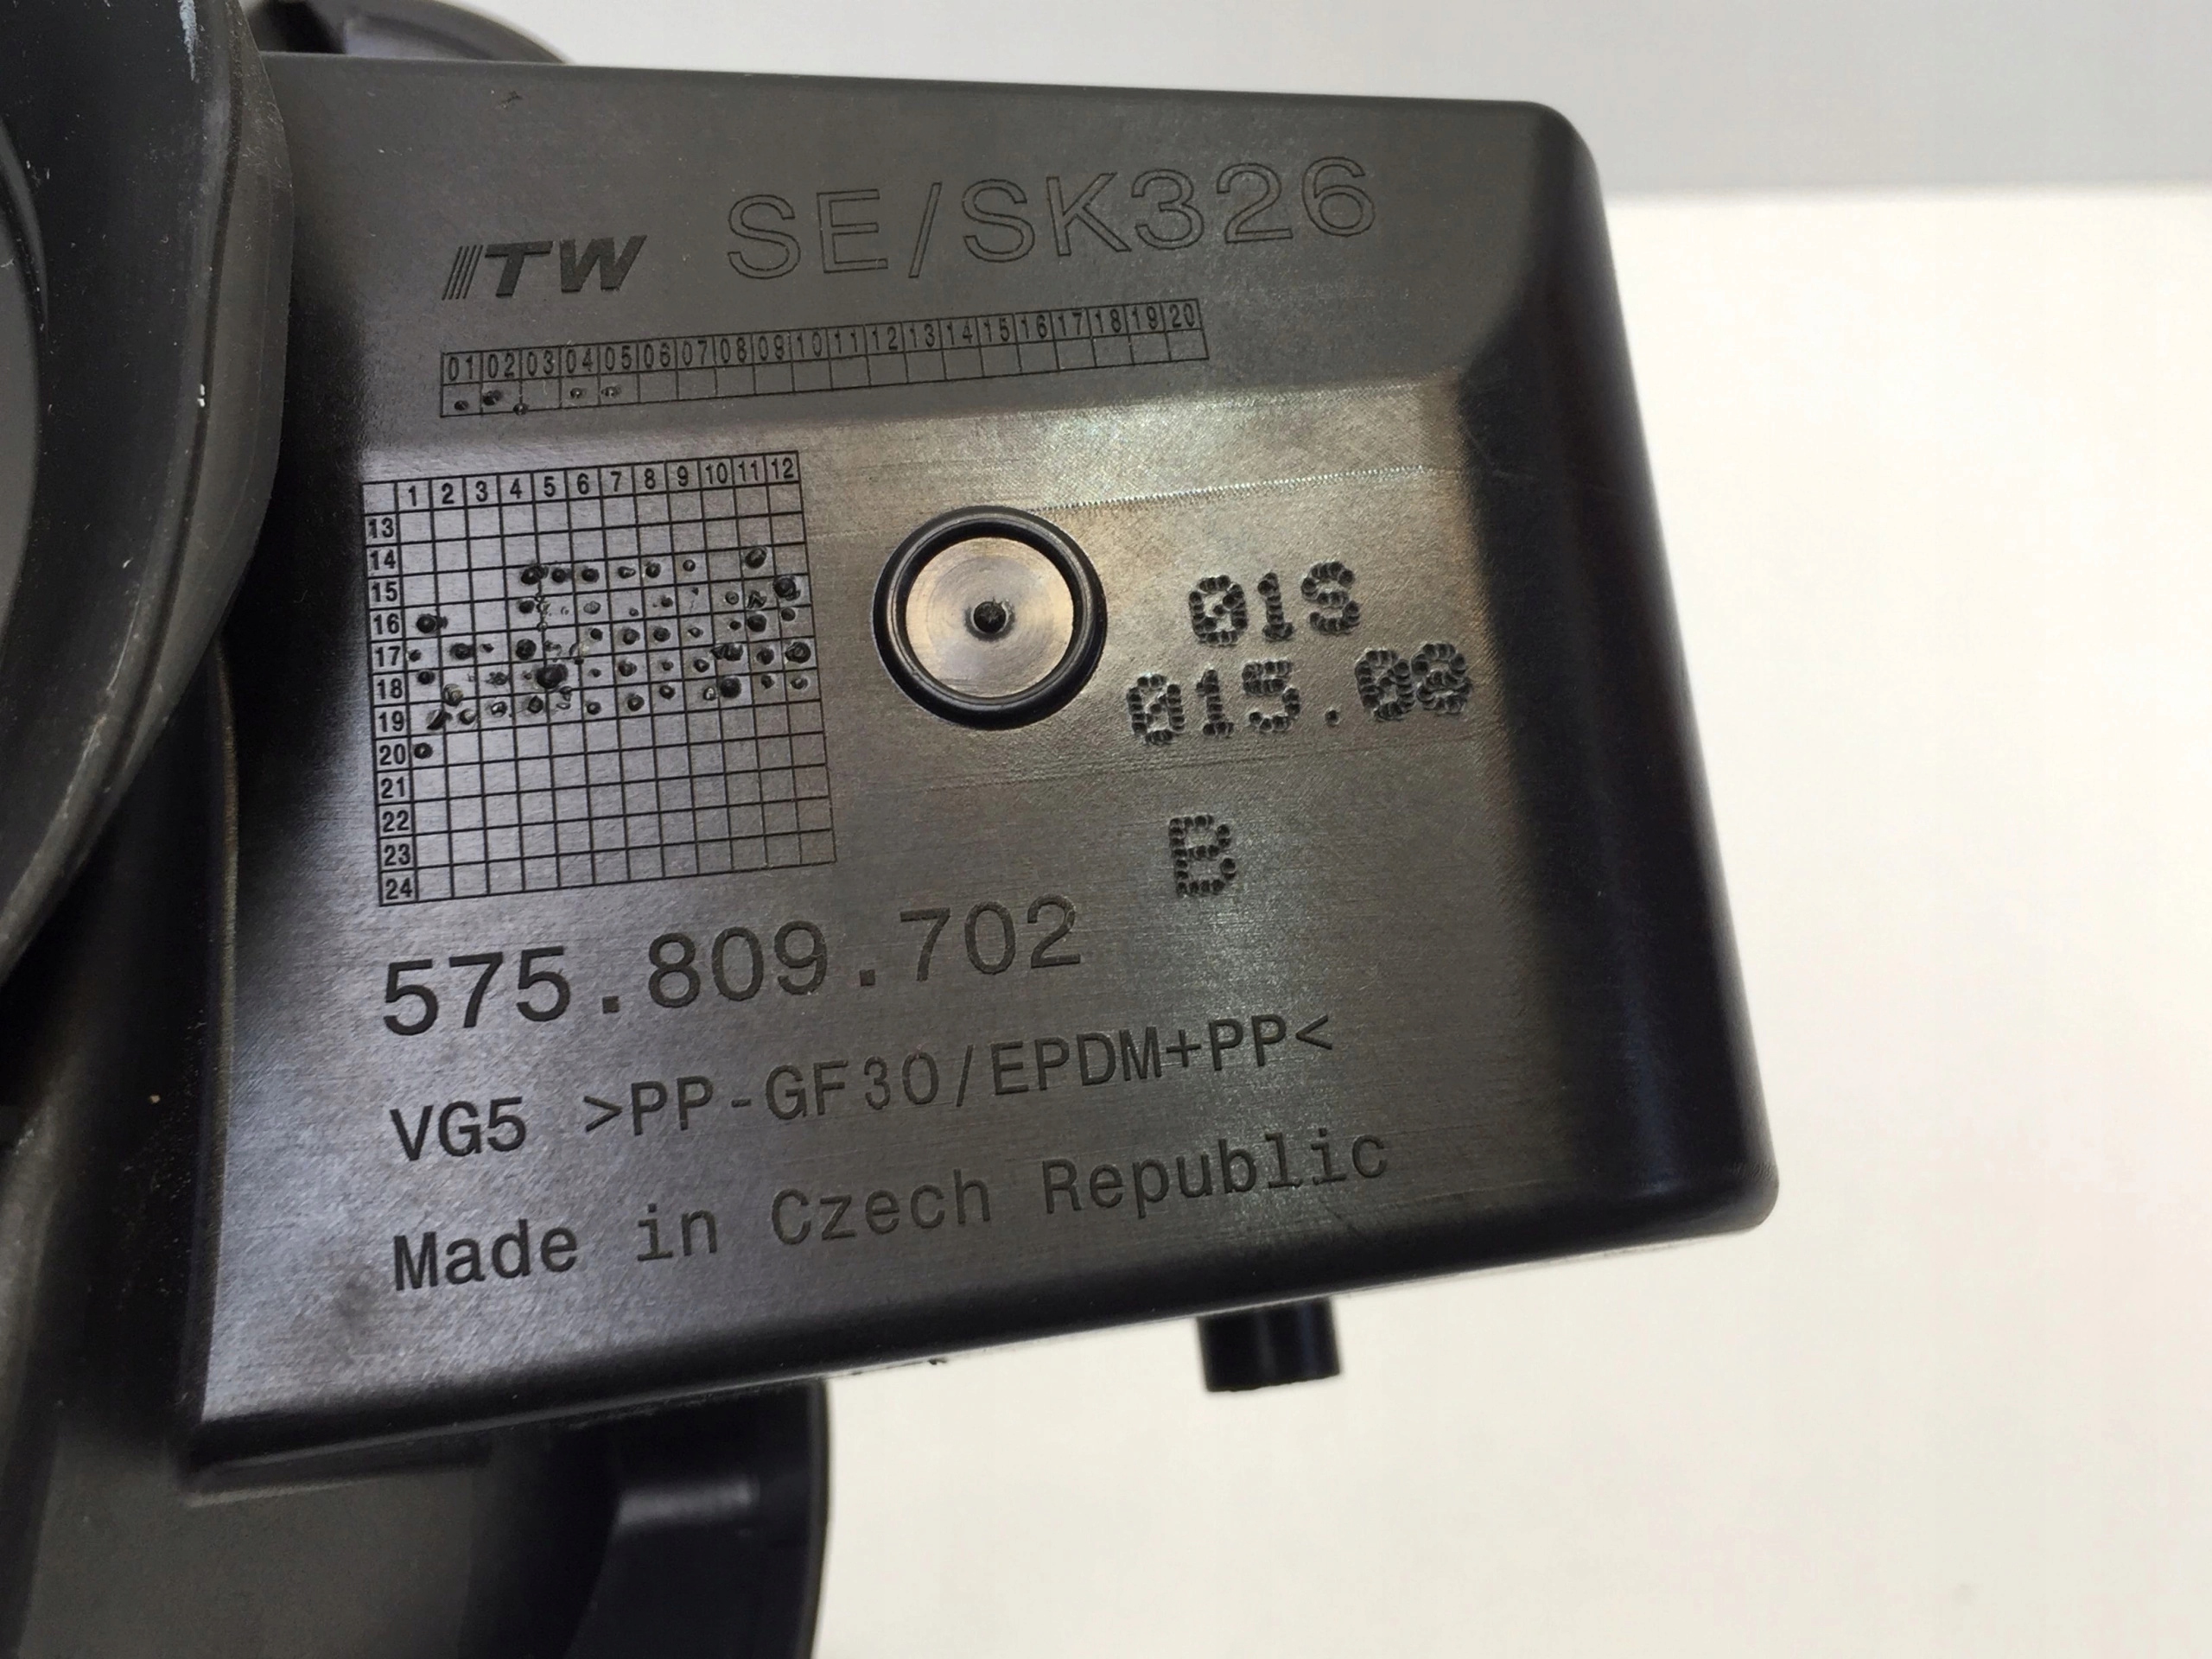 ITW SE/SK326
01 02 03 04 05 06 07 08 09 10 11 12 13 14 15 16 17 18 19 20
1 2 3 4 5 6 7 8 9 10 11 12
13
14
15
16
17
18
19
20
21
22
23
24
01S
015.08
B
575.809.702
VG5 >PP-GF30/EPDM+PP<
Made in Czech Republic